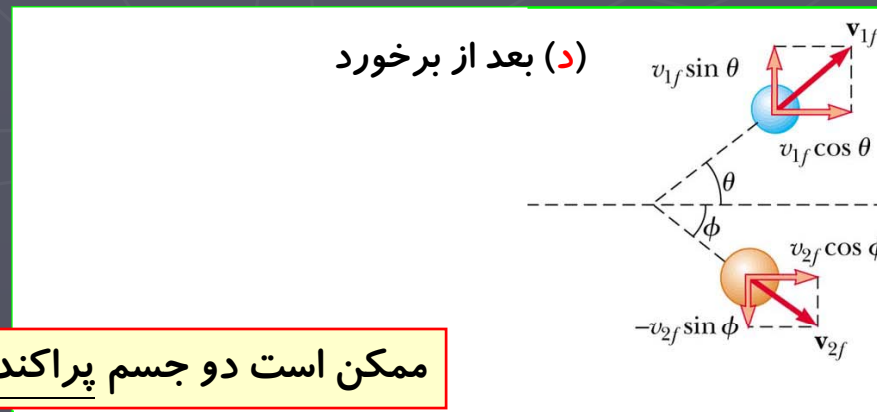 (د) بعد از برخورد
v₁f
v₁f sin θ
v₁f cos θ
θ
ϕ
v₂f cos ϕ
−v₂f sin ϕ
v₂f
ممکن است دو جسم پراکند